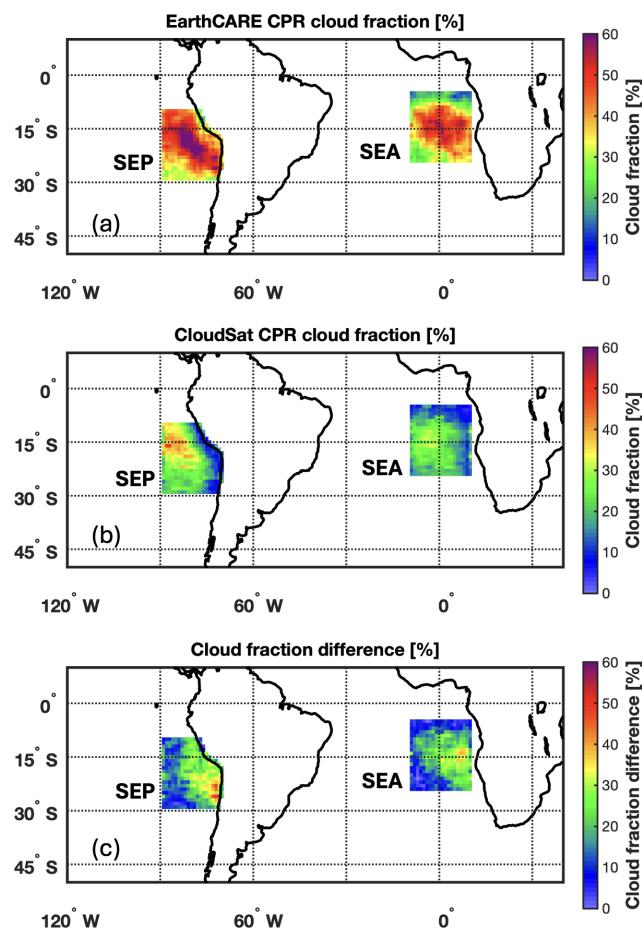 EarthCARE CPR cloud fraction [%]
0°
15° S
30° S
45° S
SEP
SEA
(a)
120° W
60° W
0°
60
50
40
30
20
10
0
Cloud fraction [%]
CloudSat CPR cloud fraction [%]
0°
15° S
30° S
45° S
SEP
SEA
(b)
120° W
60° W
0°
60
50
40
30
20
10
0
Cloud fraction [%]
Cloud fraction difference [%]
0°
15° S
30° S
45° S
SEP
SEA
(c)
120° W
60° W
0°
60
50
40
30
20
10
0
Cloud fraction difference [%]